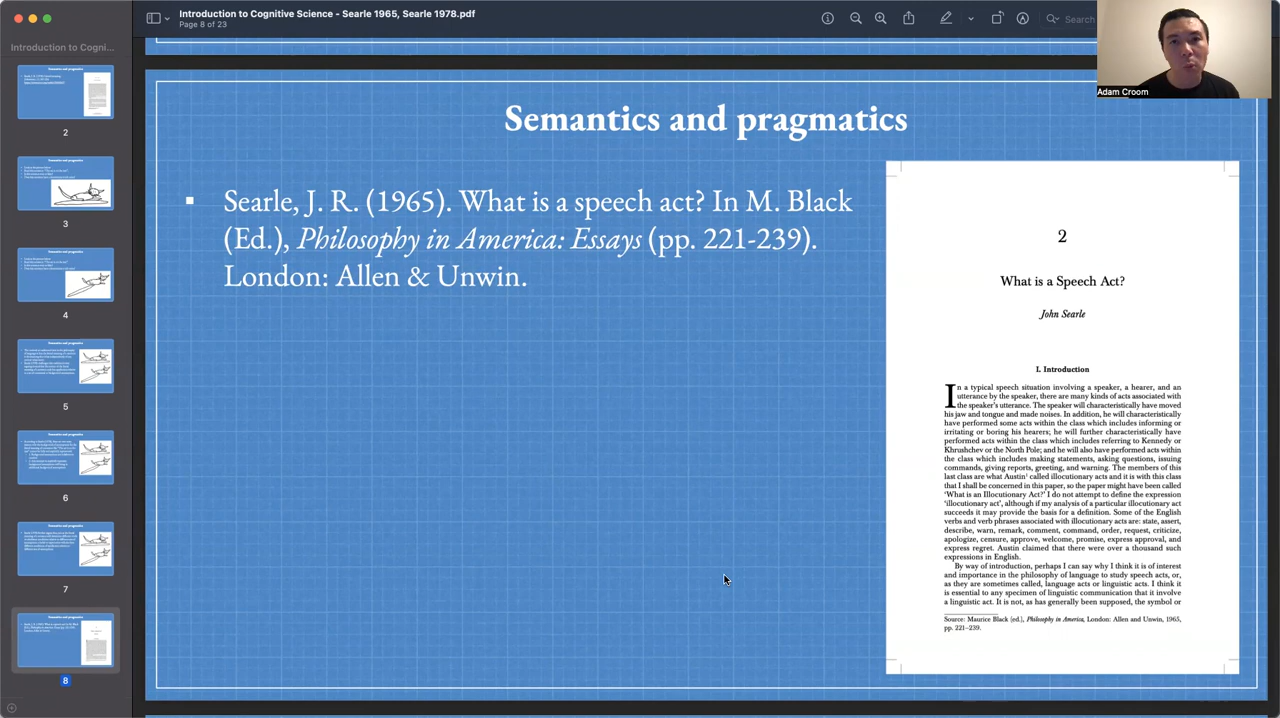 Introduction to Cognitive Science - Searle 1965, Searle 1978.pdf
Page 8 of 23
Search
Adam Croom
Introduction to Cogni...
2
3
4
5
6
7
8
Semantics and pragmatics
▪ Searle, J. R. (1965). What is a speech act? In M. Black
(Ed.), Philosophy in America: Essays (pp. 221-239).
London: Allen & Unwin.
2
What is a Speech Act?
John Searle
I. Introduction
In a typical speech situation involving a speaker, a hearer, and an
utterance by the speaker, there are many kinds of acts associated with
the speaker's utterance. The speaker will characteristically have moved
his jaw and tongue and made noises. In addition, he will characteristically
have performed some acts within the class which includes informing or
irritating or boring his hearers; he will further characteristically have
performed acts within the class which includes referring to Kennedy or
Khrushchev or the North Pole; and he will also have performed acts within
the class which includes making statements, asking questions, issuing
commands, giving reports, greeting, and warning. The members of this
last class are what Austin¹ called illocutionary acts and it is with this class
that I shall be concerned in this paper, so the paper might have been called
'What is an Illocutionary Act?' I do not attempt to define the expression
'illocutionary act', although if my analysis of a particular illocutionary act
succeeds it may provide the basis for a definition. Some of the English
verbs and verb phrases associated with illocutionary acts are: state, assert,
describe, warn, remark, comment, command, order, request, criticize,
apologize, censure, approve, welcome, promise, express approval, and
express regret. Austin claimed that there were over a thousand such
expressions in English.
By way of introduction, perhaps I can say why I think it is of interest
and importance in the philosophy of language to study speech acts, or,
as they are sometimes called, language acts or linguistic acts. I think it
is essential to any specimen of linguistic communication that it involve
a linguistic act. It is not, as has generally been supposed, the symbol or
Source: Maurice Black (ed.), Philosophy in America, London: Allen and Unwin, 1965,
pp. 221–239.